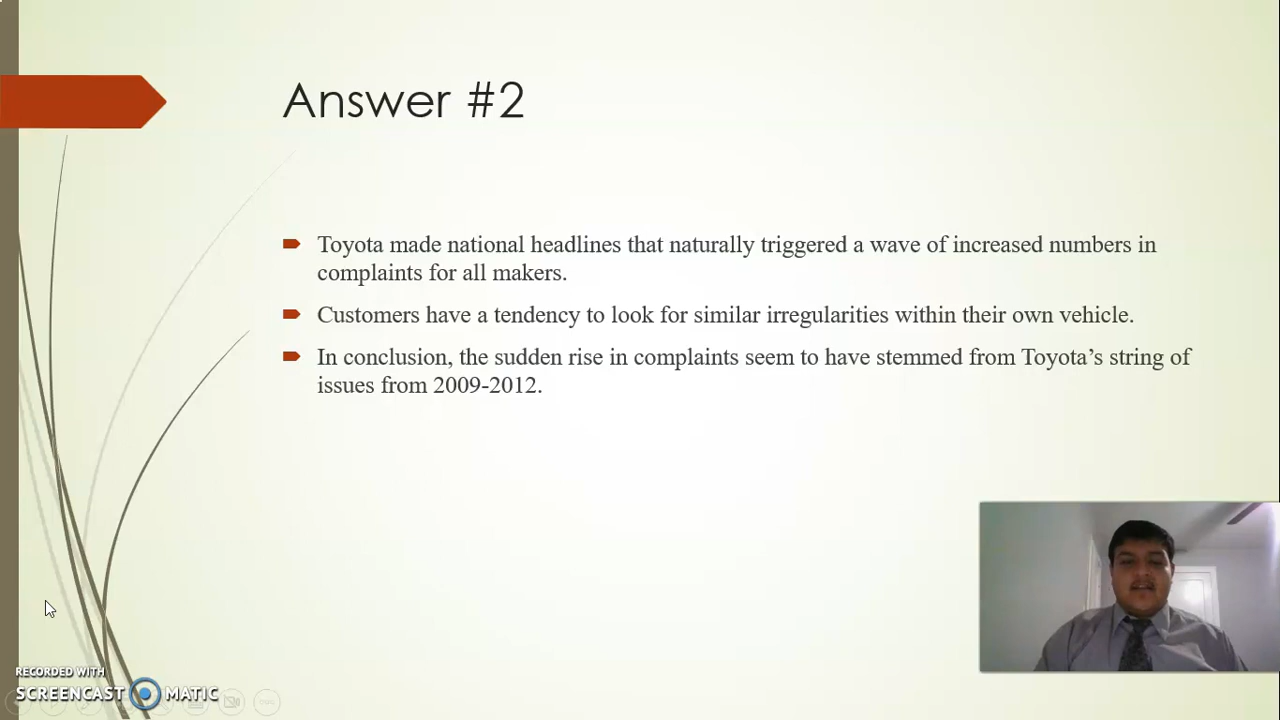 Answer #2
Toyota made national headlines that naturally triggered a wave of increased numbers in
complaints for all makers.
Customers have a tendency to look for similar irregularities within their own vehicle.
In conclusion, the sudden rise in complaints seem to have stemmed from Toyota’s string of
issues from 2009-2012.
RECORDED WITH
SCREENCAST MATIC